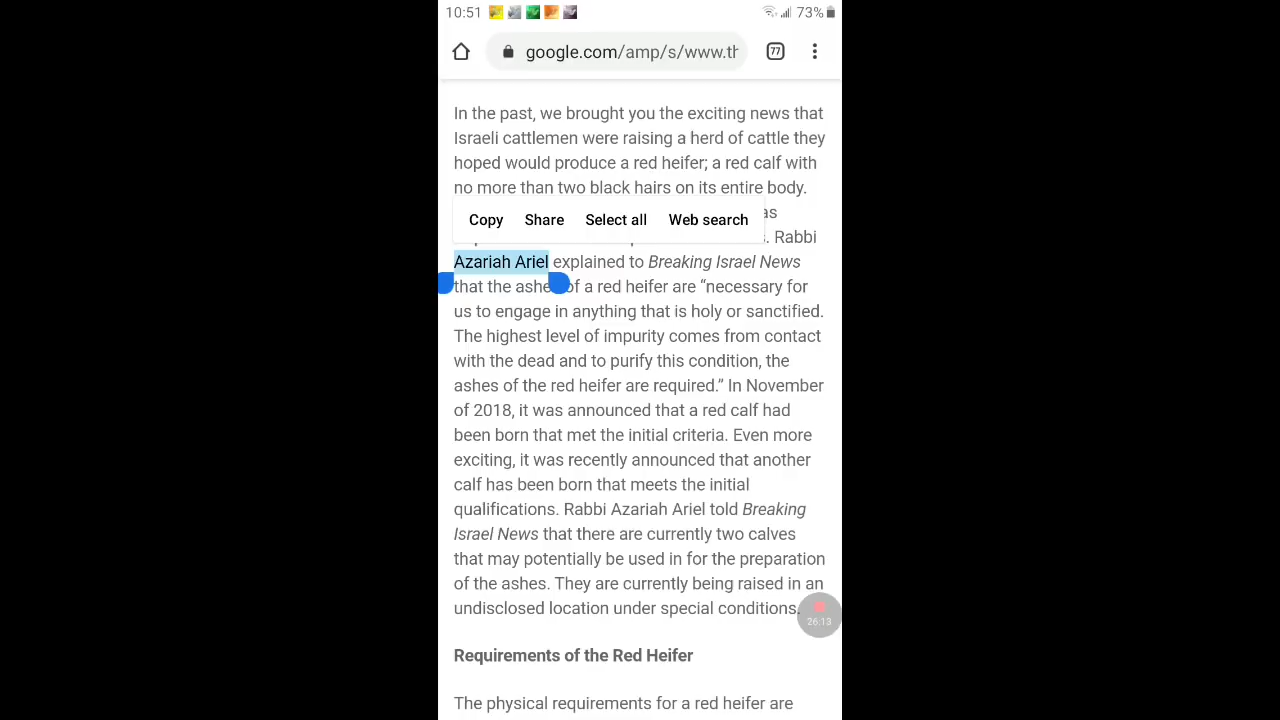 10:51
73%
google.com/amp/s/www.th
77
In the past, we brought you the exciting news that
Israeli cattlemen were raising a herd of cattle they
hoped would produce a red heifer; a red calf with
no more than two black hairs on its entire body.
as
Copy Share Select all Web search
. Rabbi
Azariah Ariel explained to Breaking Israel News
that the ashes of a red heifer are “necessary for
us to engage in anything that is holy or sanctified.
The highest level of impurity comes from contact
with the dead and to purify this condition, the
ashes of the red heifer are required.” In November
of 2018, it was announced that a red calf had
been born that met the initial criteria. Even more
exciting, it was recently announced that another
calf has been born that meets the initial
qualifications. Rabbi Azariah Ariel told Breaking
Israel News that there are currently two calves
that may potentially be used in for the preparation
of the ashes. They are currently being raised in an
undisclosed location under special conditions.
26:13
Requirements of the Red Heifer
The physical requirements for a red heifer are